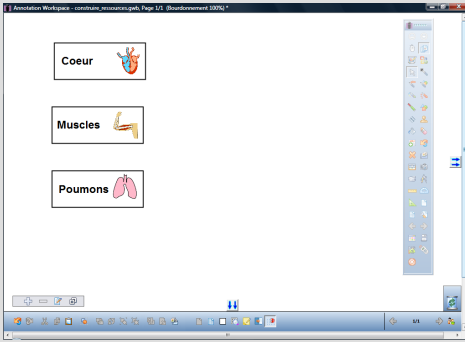 Annotation Workspace - construire_ressources.gwb, Page 1/1 (Bourdonnement 100%) *
Coeur
Muscles
Poumons
1/1